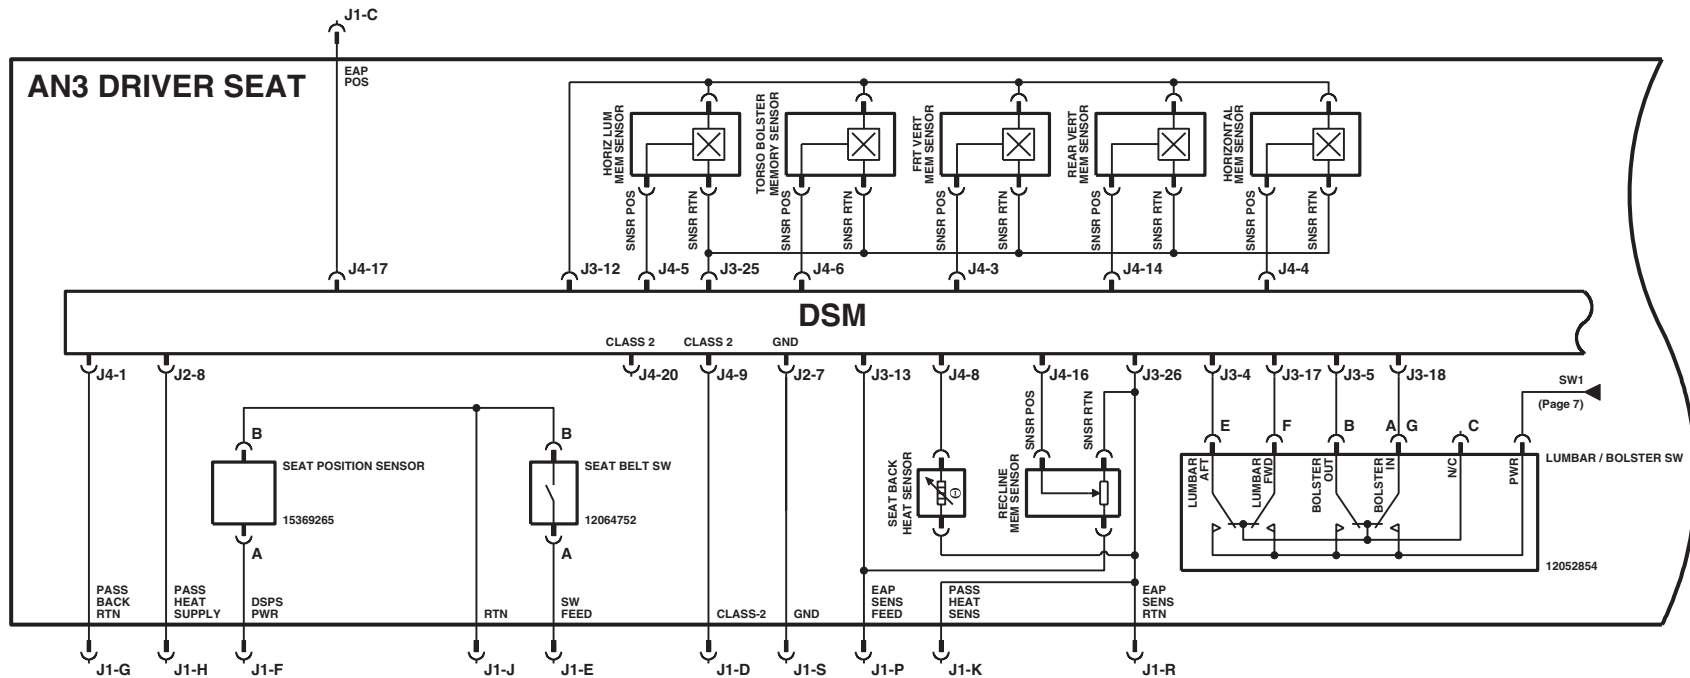 J1-C
EAP
POS
AN3 DRIVER SEAT
HORIZ LUM
MEM SENSOR
TORSO BOLSTER
MEMORY SENSOR
FRT VERT
MEM SENSOR
REAR VERT
MEM SENSOR
HORIZONTAL
MEM SENSOR
SNSR POS
SNSR RTN
SNSR POS
SNSR RTN
SNSR POS
SNSR RTN
SNSR POS
SNSR RTN
SNSR POS
SNSR RTN
J4-17
J3-12
J4-5
J3-25
J4-6
J4-3
J4-14
J4-4
DSM
CLASS 2
CLASS 2
GND
J4-1
J2-8
J4-20
J4-9
J2-7
J3-13
J4-8
J4-16
J3-26
J3-4
J3-17
J3-5
J3-18
SW1
(Page 7)
SNSR POS
SNSR RTN
B
B
E
F
B
A
G
C
SEAT POSITION SENSOR
15369265
SEAT BELT SW
12064752
SEAT BACK
HEAT SENSOR
RECLINE
MEM SENSOR
LUMBAR
AFT
LUMBAR
FWD
BOLSTER
OUT
BOLSTER
IN
N/C
PWR
LUMBAR / BOLSTER SW
12052854
A
A
PASS
BACK
RTN
PASS
HEAT
SUPPLY
DSPS
PWR
RTN
SW
FEED
CLASS-2
GND
EAP
SENS
FEED
PASS
HEAT
SENS
EAP
SENS
RTN
J1-G
J1-H
J1-F
J1-J
J1-E
J1-D
J1-S
J1-P
J1-K
J1-R